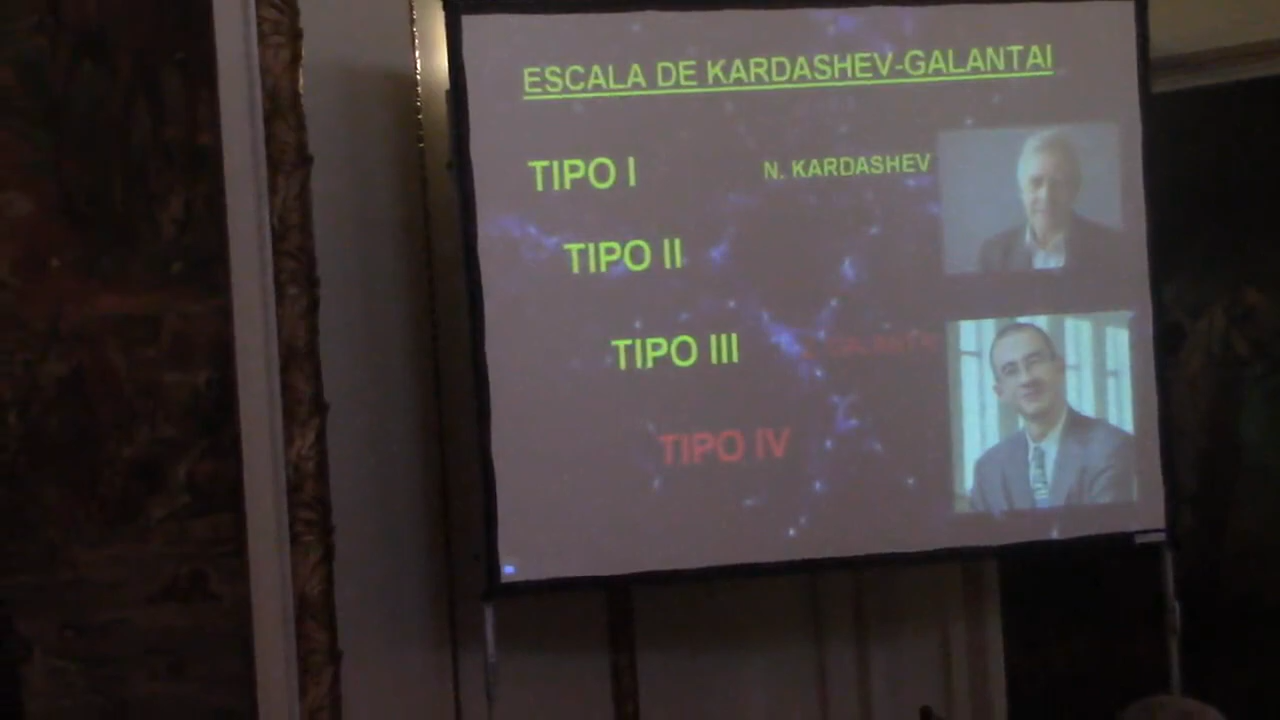 ESCALA DE KARDASHEV-GALANTAI
TIPO I
N. KARDASHEV
TIPO II
TIPO III
TIPO IV